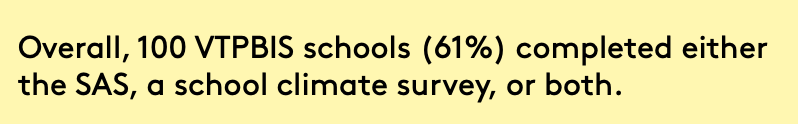 Overall, 100 VTPBIS schools (61%) completed either
the SAS, a school climate survey, or both.